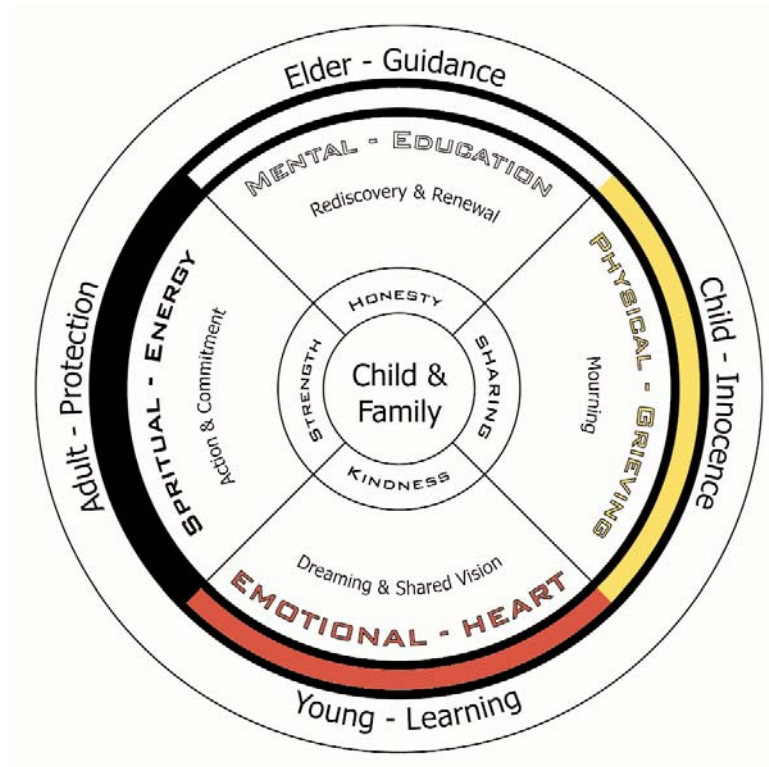 Elder - Guidance
MENTAL - EDUCATION
Rediscovery & Renewal
HONESTY
Child - Innocence
PHYSICAL - GRIEVING
Mourning
SHARING
Child &
Family
KINDNESS
Dreaming & Shared Vision
EMOTIONAL - HEART
Young - Learning
STRENGTH
Action & Commitment
SPRITUAL - ENERGY
Adult - Protection